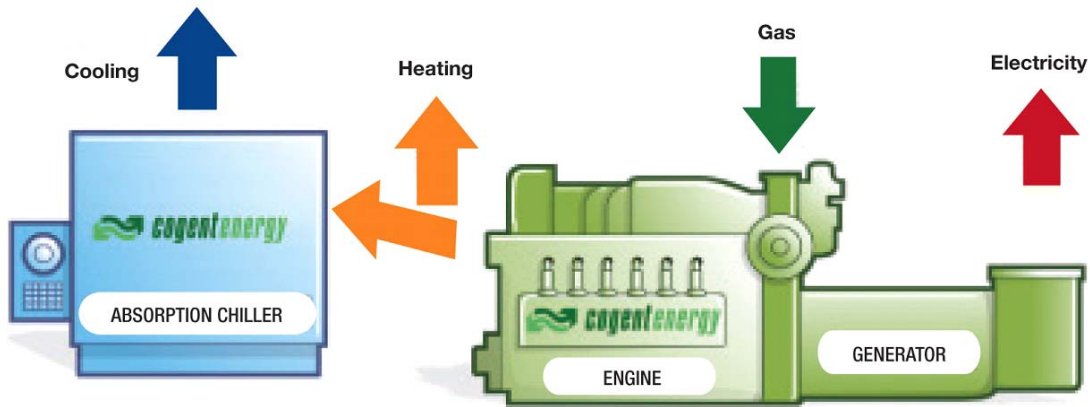 Cooling
Heating
Gas
Electricity
cogentenergy
ABSORPTION CHILLER
cogentenergy
ENGINE
GENERATOR